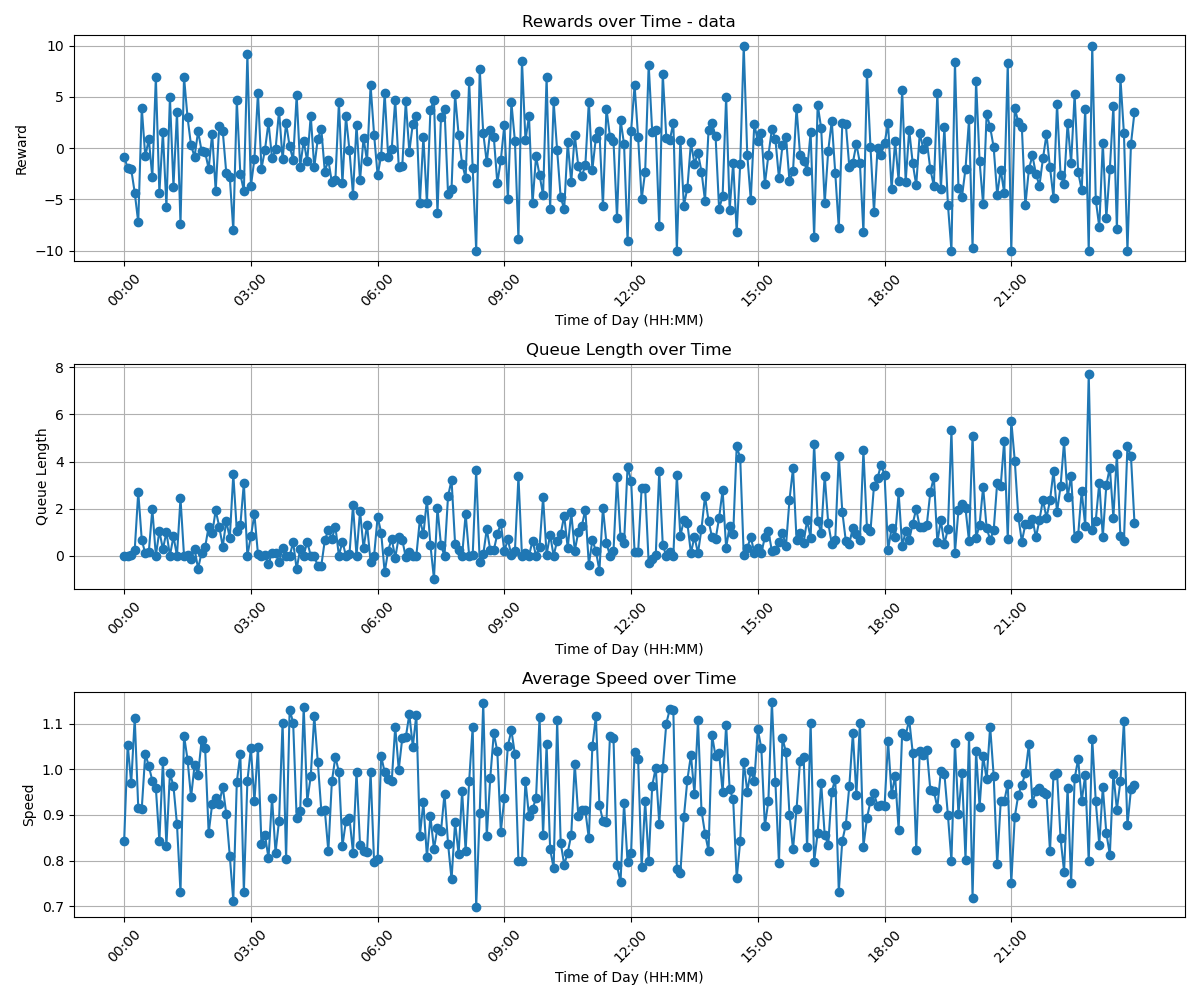 Rewards over Time - data
10
5
0
−5
−10
Reward
00:00 03:00 06:00 09:00 12:00 15:00 18:00 21:00
Time of Day (HH:MM)
Queue Length over Time
8
6
4
2
0
Queue Length
00:00 03:00 06:00 09:00 12:00 15:00 18:00 21:00
Time of Day (HH:MM)
Average Speed over Time
1.1
1.0
0.9
0.8
0.7
Speed
00:00 03:00 06:00 09:00 12:00 15:00 18:00 21:00
Time of Day (HH:MM)